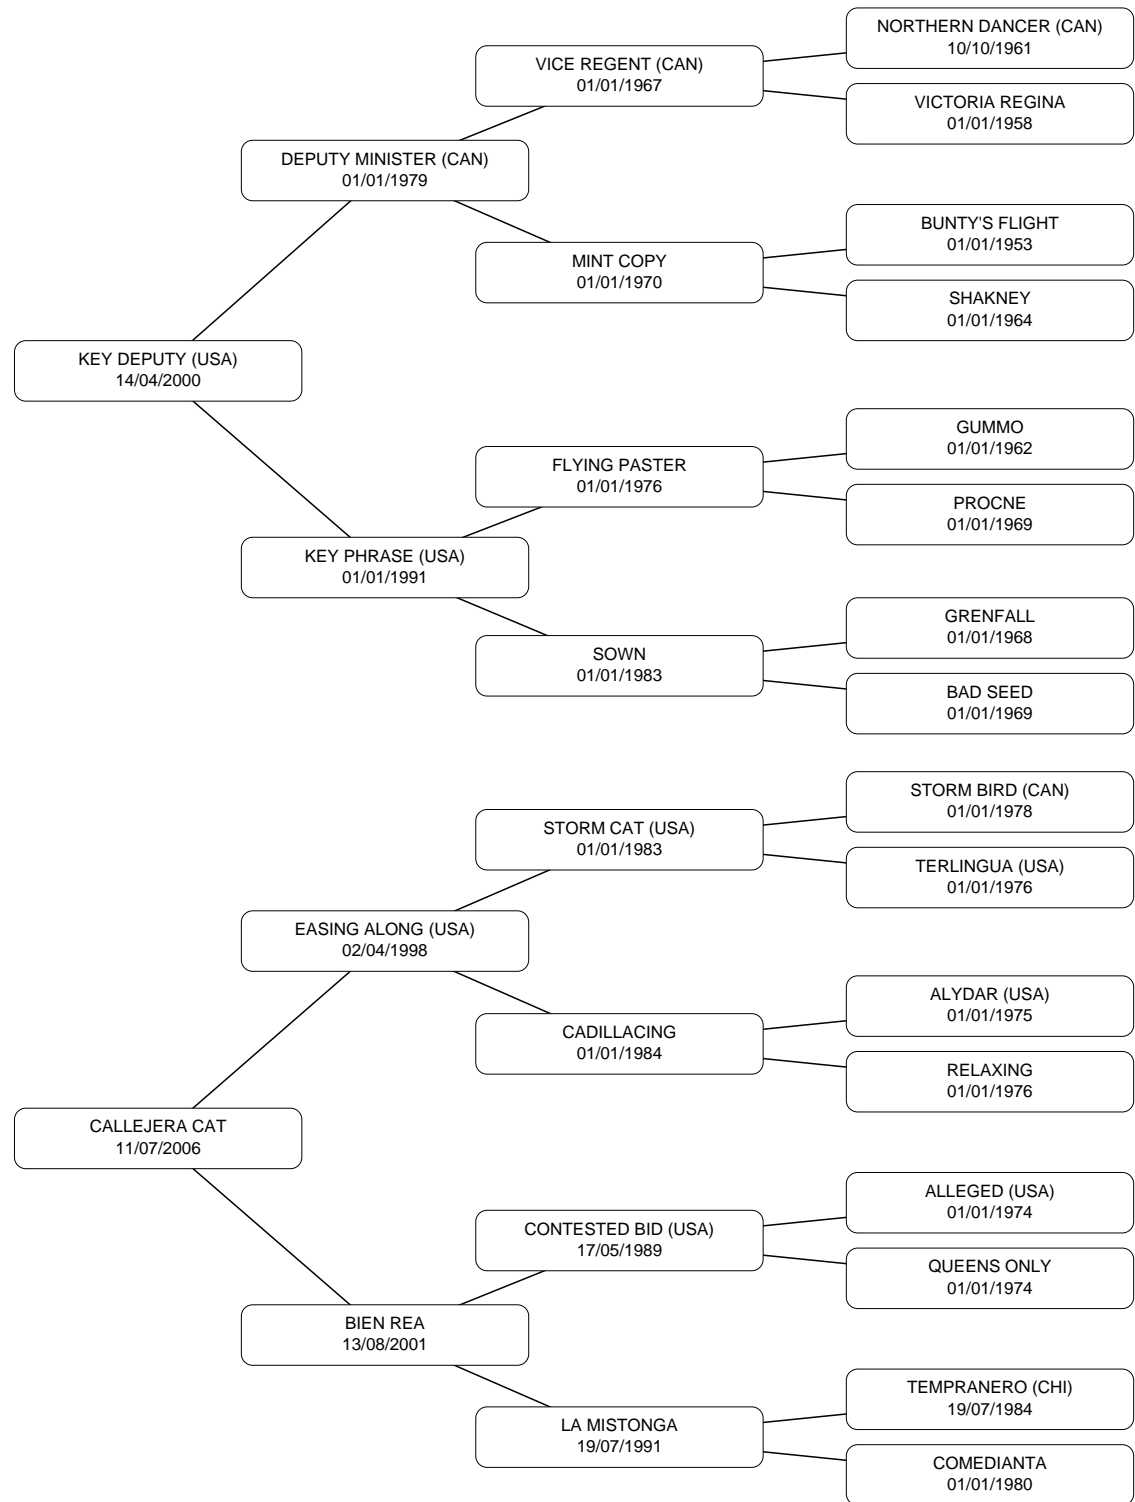 NORTHERN DANCER (CAN)
10/10/1961
VICE REGENT (CAN)
01/01/1967
VICTORIA REGINA
01/01/1958
DEPUTY MINISTER (CAN)
01/01/1979
BUNTY'S FLIGHT
01/01/1953
MINT COPY
01/01/1970
SHAKNEY
01/01/1964
KEY DEPUTY (USA)
14/04/2000
GUMMO
01/01/1962
FLYING PASTER
01/01/1976
PROCNE
01/01/1969
KEY PHRASE (USA)
01/01/1991
GRENFALL
01/01/1968
SOWN
01/01/1983
BAD SEED
01/01/1969
STORM BIRD (CAN)
01/01/1978
STORM CAT (USA)
01/01/1983
TERLINGUA (USA)
01/01/1976
EASING ALONG (USA)
02/04/1998
ALYDAR (USA)
01/01/1975
CADILLACING
01/01/1984
RELAXING
01/01/1976
CALLEJERA CAT
11/07/2006
ALLEGED (USA)
01/01/1974
CONTESTED BID (USA)
17/05/1989
QUEENS ONLY
01/01/1974
BIEN REA
13/08/2001
TEMPRANERO (CHI)
19/07/1984
LA MISTONGA
19/07/1991
COMEDIANTA
01/01/1980